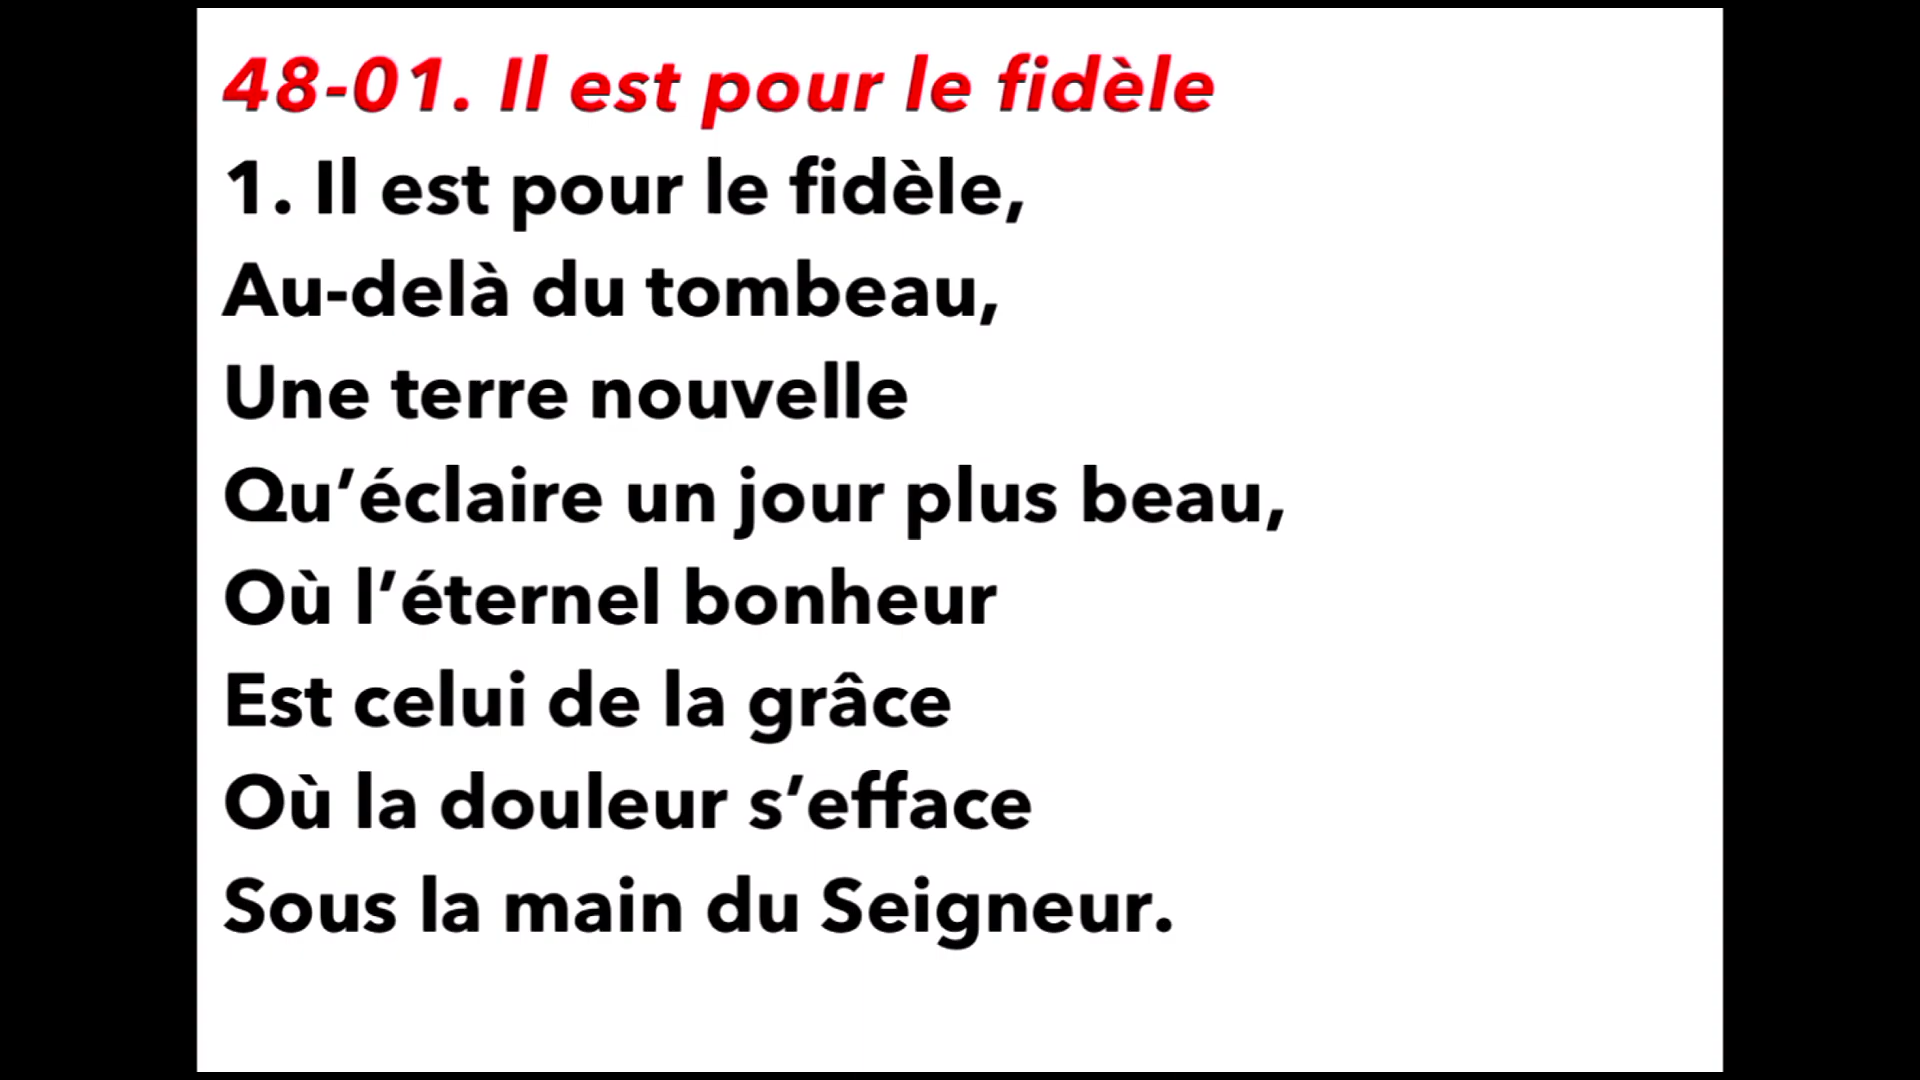 48-01. Il est pour le fidèle
1. Il est pour le fidèle,
Au-delà du tombeau,
Une terre nouvelle
Qu’éclaire un jour plus beau,
Où l’éternel bonheur
Est celui de la grâce
Où la douleur s’efface
Sous la main du Seigneur.